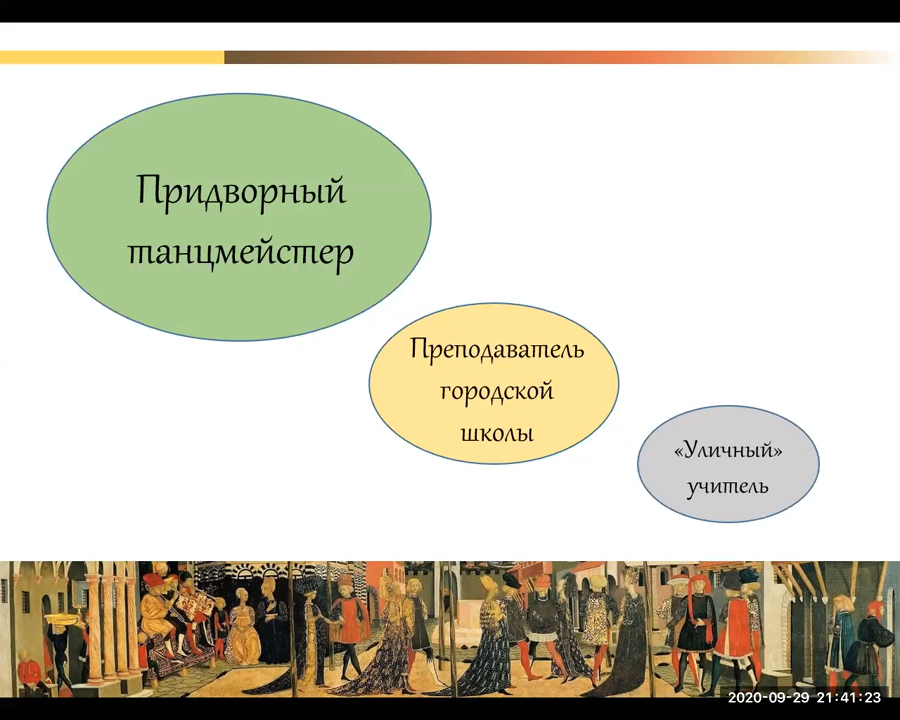 Придворный
танцмейстер
Преподаватель
городской
школы
«Уличный»
учитель
2020-09-29 21:41:23